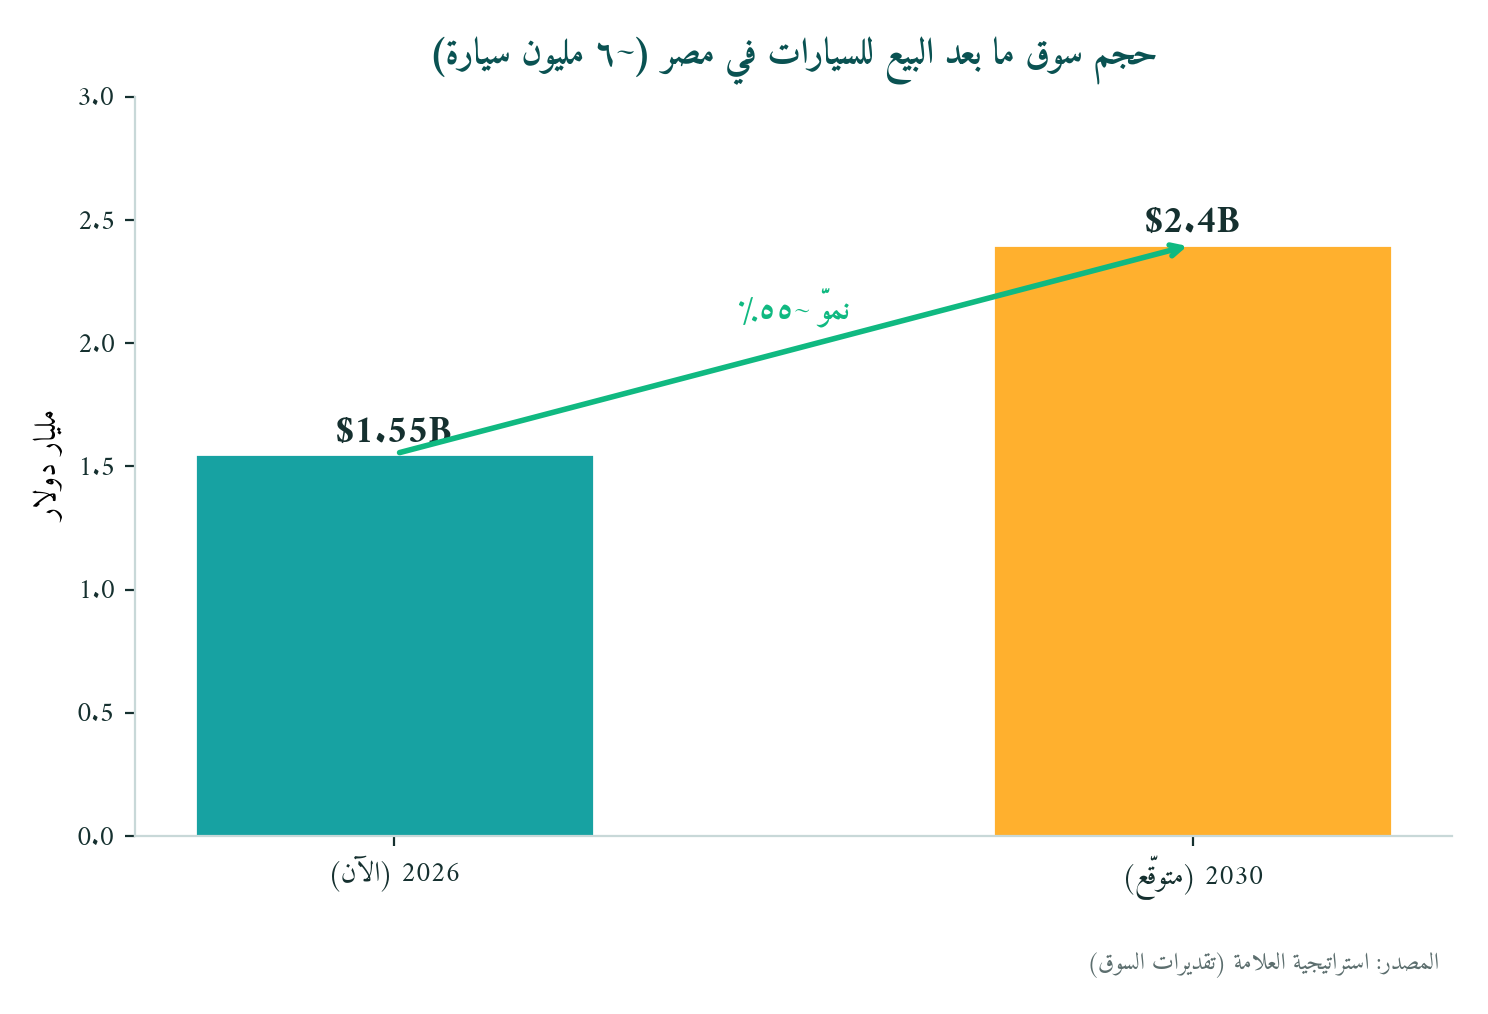 حجم سوق ما بعد البيع للسيارات في مصر (~٦ مليون سيارة)
مليار دولار
3.0
2.5
2.0
1.5
1.0
0.5
0.0
$1.55B
نموّ ~٥٥٪
$2.4B
2026 (الآن)
2030 (متوقّع)
المصدر: استراتيجية العلامة (تقديرات السوق)